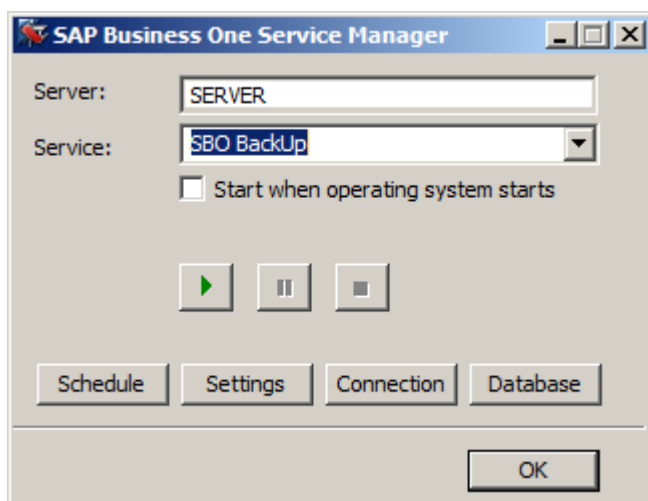 SAP Business One Service Manager
Server: SERVER
Service: SBO BackUp
Start when operating system starts
Schedule Settings Connection Database
OK